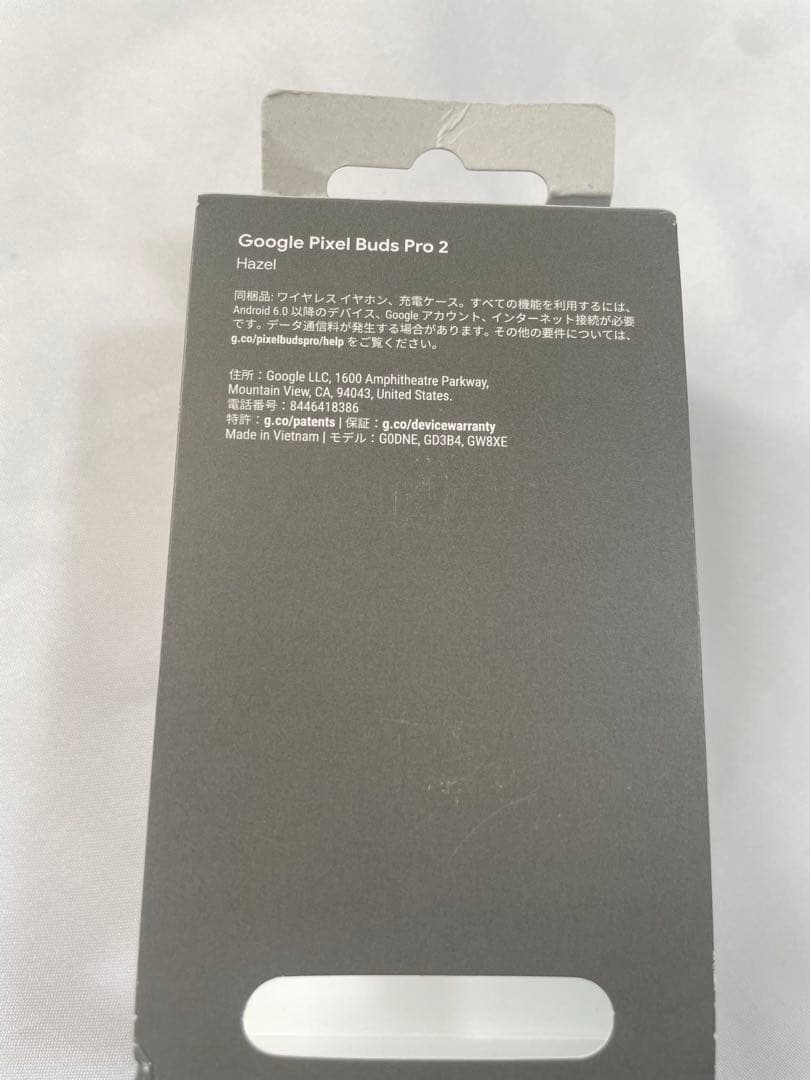 Google Pixel Buds Pro 2
Hazel
同梱品: ワイヤレス イヤホン、充電ケース。すべての機能を利用するには、
Android 6.0 以降のデバイス、Google アカウント、インターネット接続が必要
です。データ通信料が発生する場合があります。その他の要件については、
g.co/pixelbudspro/help をご覧ください。
住所：Google LLC, 1600 Amphitheatre Parkway,
Mountain View, CA, 94043, United States.
電話番号：8446418386
特許：g.co/patents | 保証：g.co/devicewarranty
Made in Vietnam | モデル：G0DNE, GD3B4, GW8XE